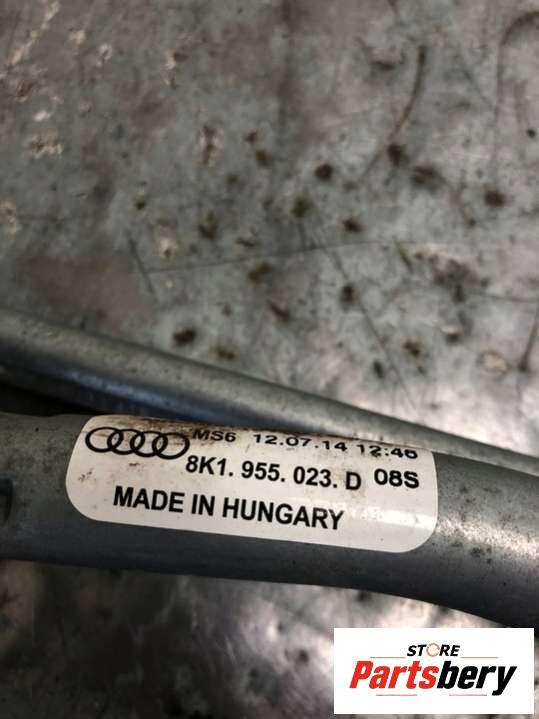 MS6 12.07.14 12:46
8K1. 955. 023. D 08S
MADE IN HUNGARY
STORE
Partsbery